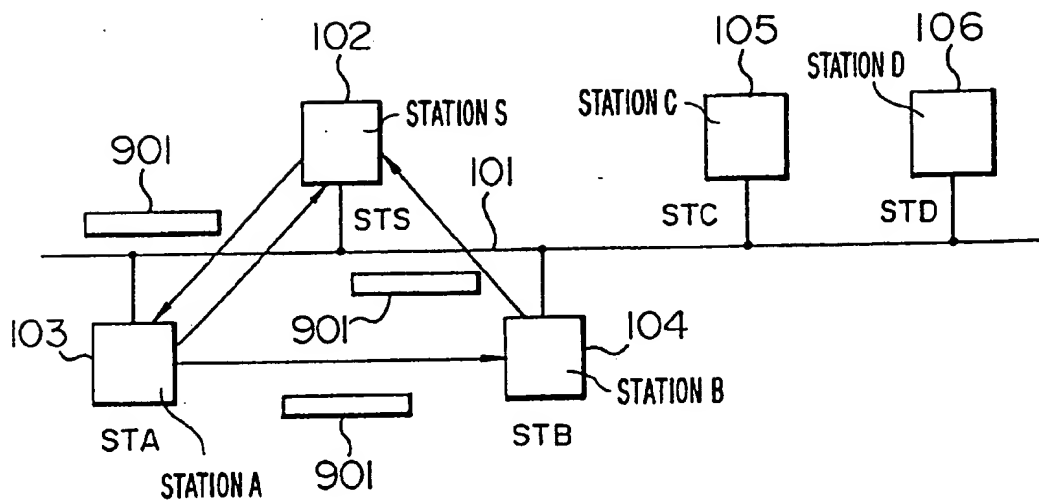 102
105
106
STATION S
STATION C
STATION D
901
101
STS
STC
STD
901
103
104
STATION B
STA
STB
STATION A
901